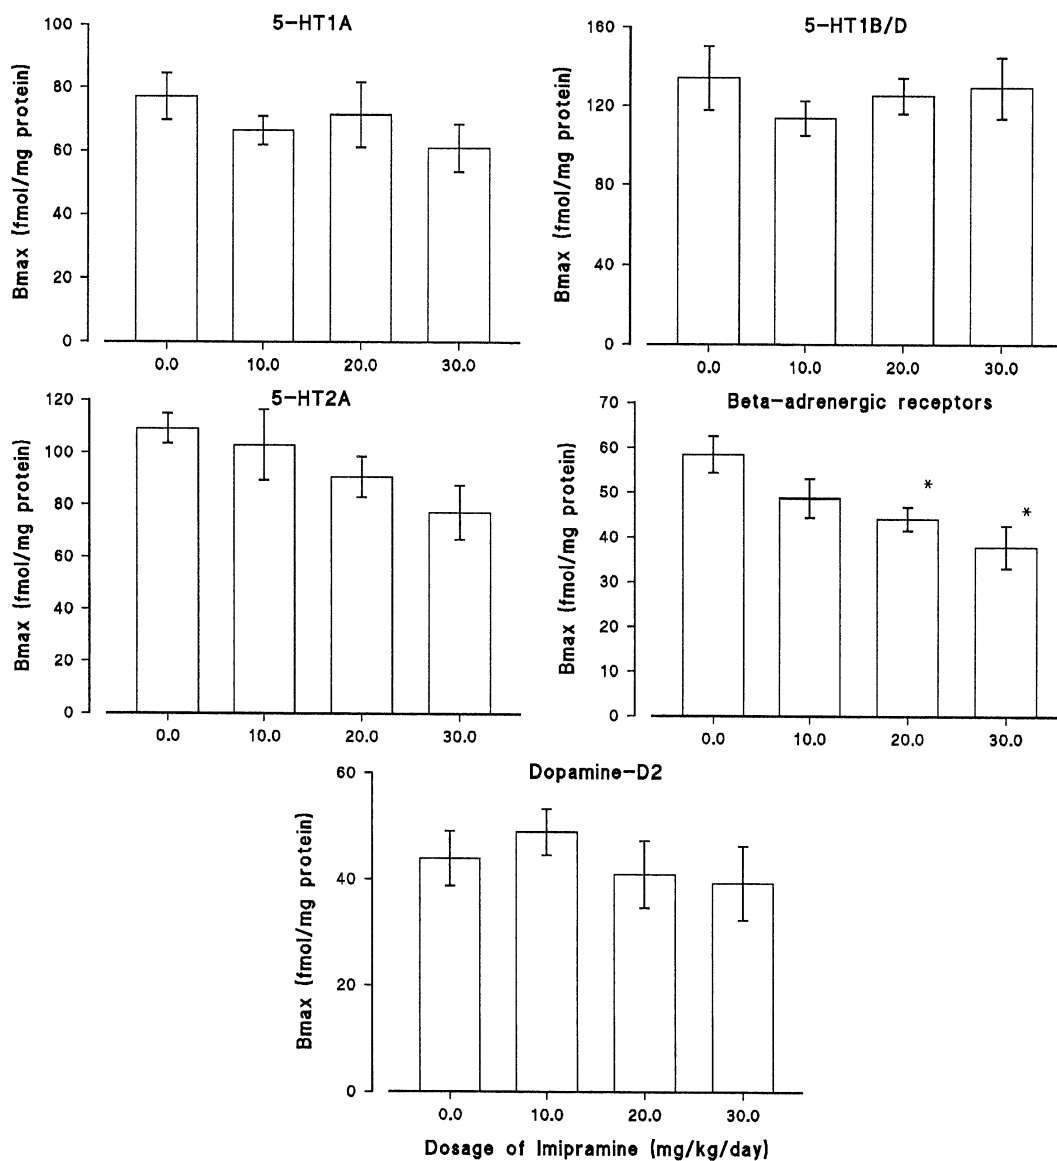 5-HT1A
Bmax (fmol/mg protein)
100
80
60
40
20
0
0.0 10.0 20.0 30.0
5-HT1B/D
Bmax (fmol/mg protein)
160
120
80
40
0
0.0 10.0 20.0 30.0
5-HT2A
Bmax (fmol/mg protein)
120
100
80
60
40
20
0
0.0 10.0 20.0 30.0
Beta-adrenergic receptors
Bmax (fmol/mg protein)
70
60
50
40
30
20
10
0
*
*
0.0 10.0 20.0 30.0
Dopamine-D2
Bmax (fmol/mg protein)
60
40
20
0
0.0 10.0 20.0 30.0
Dosage of Imipramine (mg/kg/day)